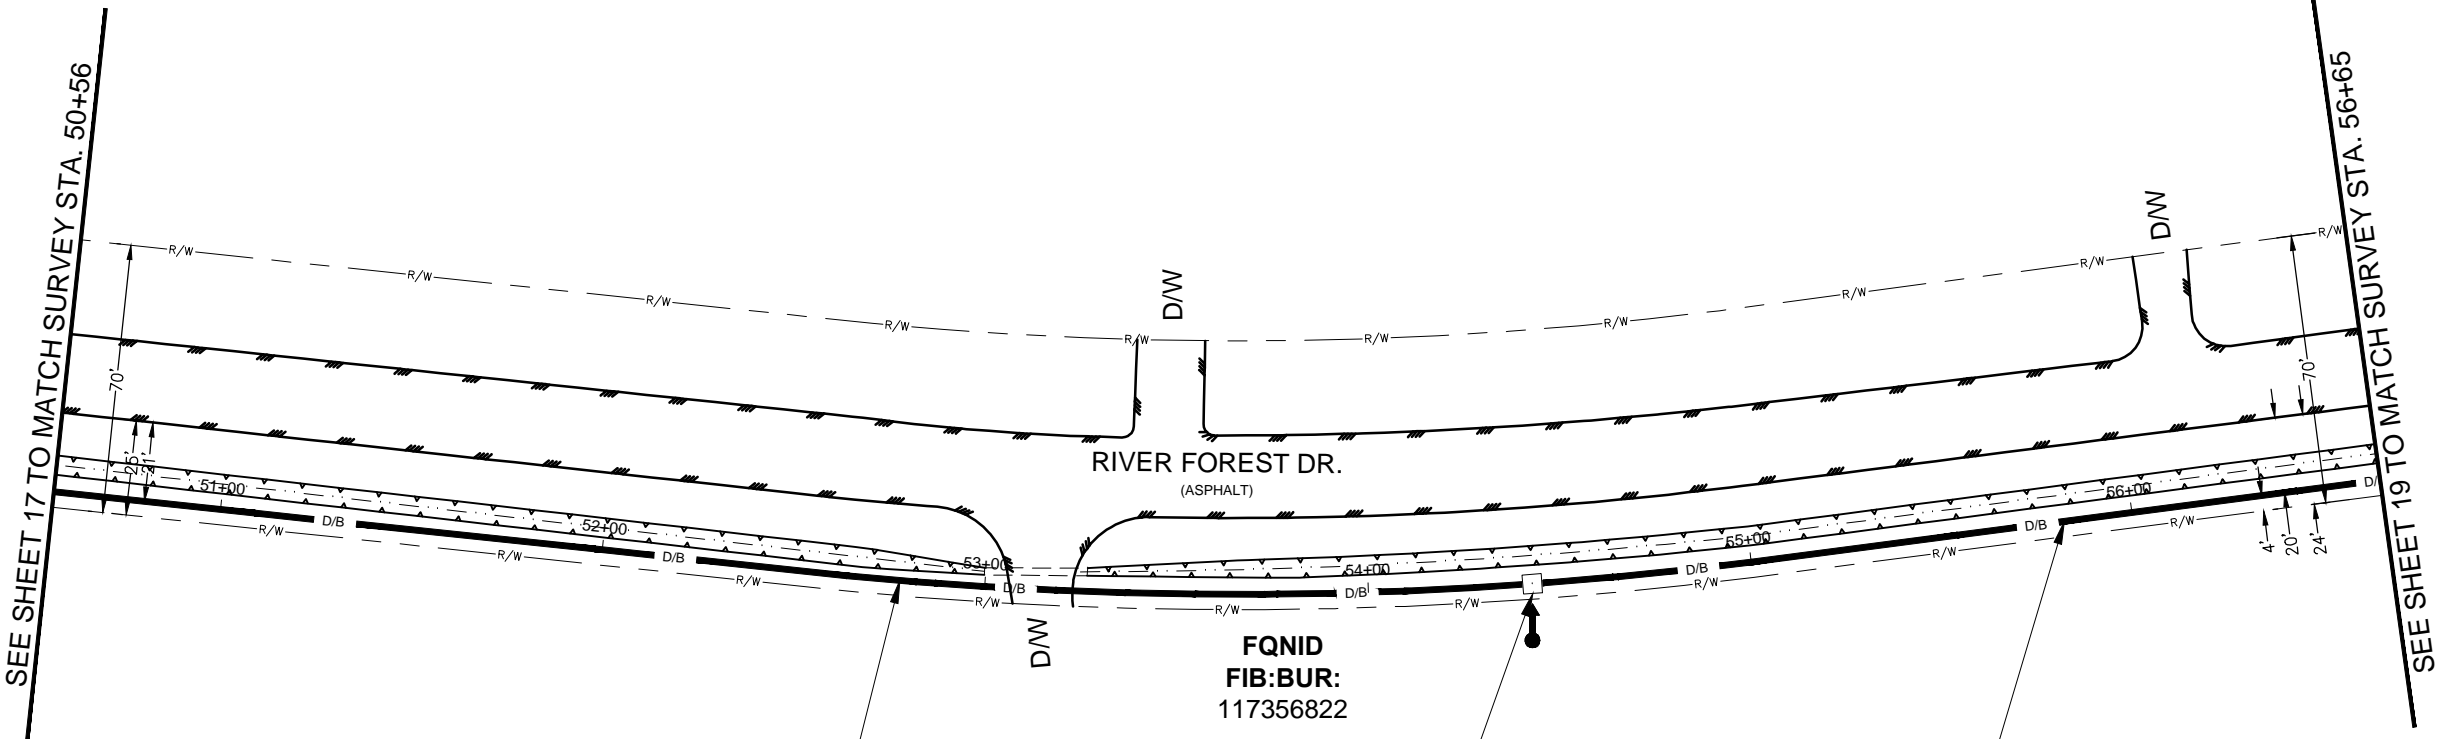 SEE SHEET 17 TO MATCH SURVEY STA. 50+56
SEE SHEET 19 TO MATCH SURVEY STA. 56+65
R/W
R/W
R/W
R/W
R/W
R/W
R/W
R/W
R/W
R/W
D/W
D/W
70'
25'
21'
70'
RIVER FOREST DR.
(ASPHALT)
51+00
52+00
53+00
54+00
55+00
56+00
D/B
D/B
D/B
D/B
D/B
D/B
D/
R/W
R/W
R/W
R/W
R/W
R/W
R/W
R/W
R/W
4'
20'
24'
D/W
FQNID
FIB:BUR:
117356822